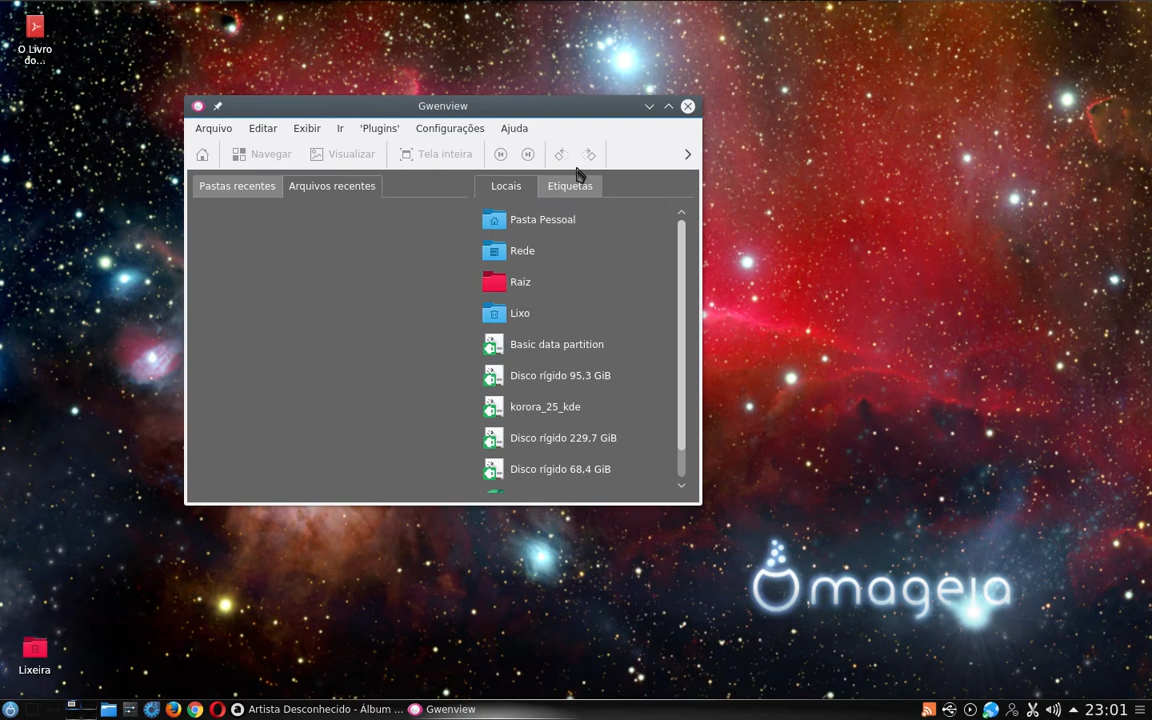 O Livro
do...
Gwenview
Arquivo Editar Exibir Ir 'Plugins' Configurações Ajuda
Navegar Visualizar Tela inteira
Pastas recentes Arquivos recentes Locais Etiquetas
Pasta Pessoal
Rede
Raiz
Lixo
Basic data partition
Disco rígido 95,3 GiB
korora_25_kde
Disco rígido 229,7 GiB
Disco rígido 68,4 GiB
mageia
Lixeira
Artista Desconhecido - Álbum ... Gwenview 23:01